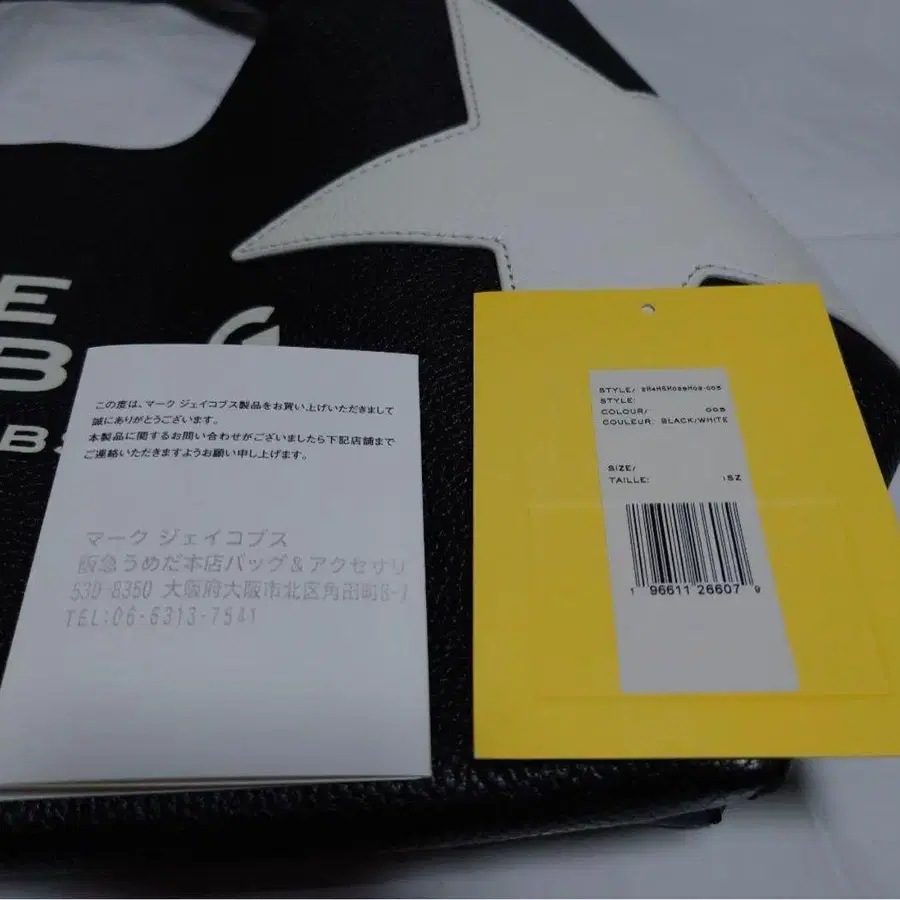 E
B
BS
この度は、マーク ジェイコブス製品をお買い上げいただきまして
誠にありがとうございます。
本製品に関するお問い合わせがございましたら下記店舗まで
ご連絡いただきますようお願い申し上げます。
マーク ジェイコブス
阪急うめだ本店バッグ&アクセサリ
530-8350 大阪府大阪市北区角田町8-7
TEL:06-6313-7541
STYLE/ 2H4HSH028H03-005
STYLE:
COLOUR/ 005
COULEUR: BLACK/WHITE
SIZE/
TAILLE: 1SZ
1 96611 26607 9